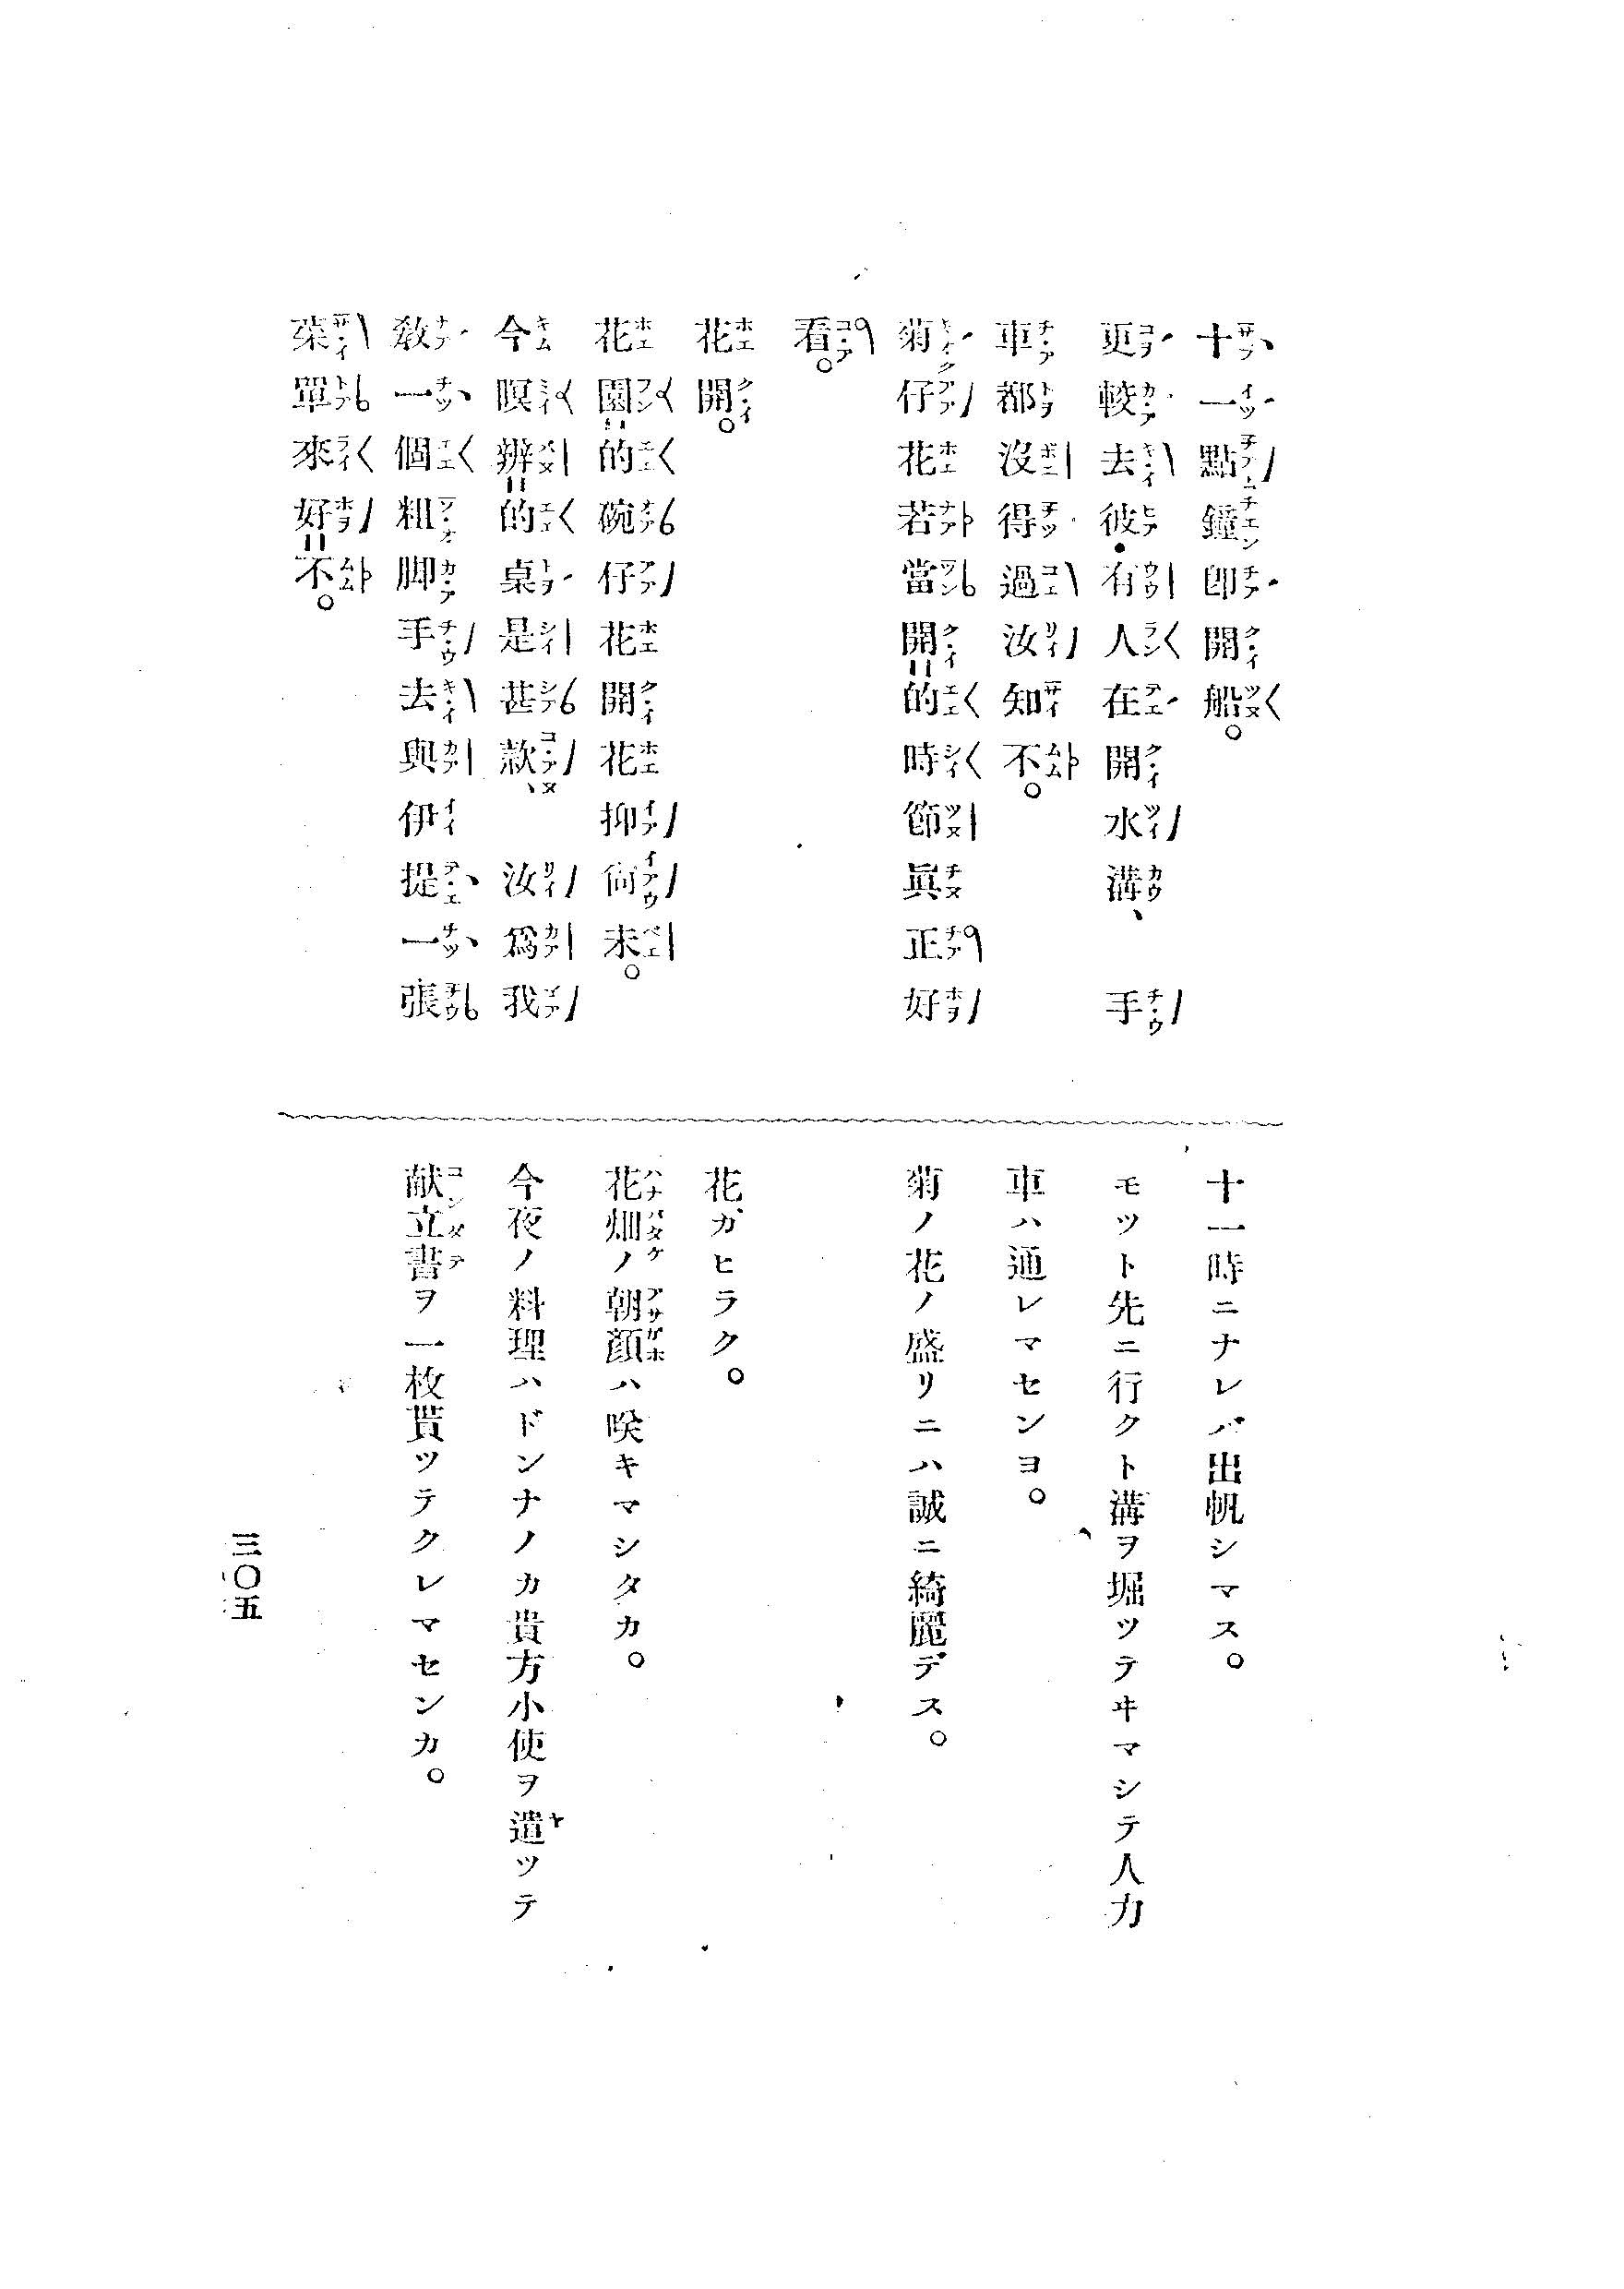 十一點鐘卽開船。
更較去彼・有人在開水溝、手
車都沒得過汝知不。
菊仔花若當開的時節眞正好
看。
花開。
花園的碗仔花開花抑尙未。
今暝辨的桌是甚款、汝爲我
敎一個粗脚手去與伊提一張
菜單來好不。
十一時ニナレバ出帆シマス。
モット先ニ行クト溝ヲ堀ツテヰマシテ人力
車ハ通レマセンヨ。
菊ノ花ノ盛リニハ誠ニ綺麗デス。
花ガヒラク。
花畑ノ朝顔ハ咲キマシタカ。
今夜ノ料理ハドンナノカ貴方小使ヲ遣ツテ
献立書ヲ一枚貰ツテクレマセンカ。
三〇五